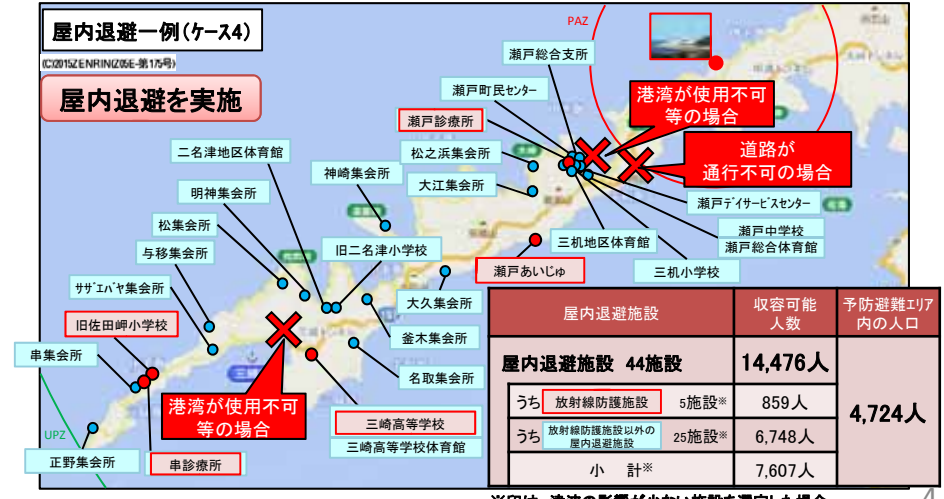 屋内退避一例(ケース4)
(C)2015ZENRIN(Z05E-第175号)
屋内退避を実施
PAZ
瀬戸総合支所
瀬戸町民センター
瀬戸診療所
港湾が使用不可
等の場合
二名津地区体育館
松之浜集会所
道路が
通行不可の場合
神崎集会所
大江集会所
明神集会所
瀬戸デイサービスセンター
松集会所
旧二名津小学校
三机地区体育館
瀬戸中学校
瀬戸総合体育館
与移集会所
瀬戸あいじゅ
三机小学校
サザエバヤ集会所
大久集会所
旧佐田岬小学校
釜木集会所
串集会所
名取集会所
港湾が使用不可
等の場合
三崎高等学校
三崎高等学校体育館
UPZ
正野集会所
串診療所
屋内退避施設
収容可能
人数
予防避難エリア
内の人口
屋内退避施設 44施設
14,476人
4,724人
うち 放射線防護施設 5施設※
859人
うち 放射線防護施設以外の
屋内退避施設 25施設※
6,748人
小 計※
7,607人
4